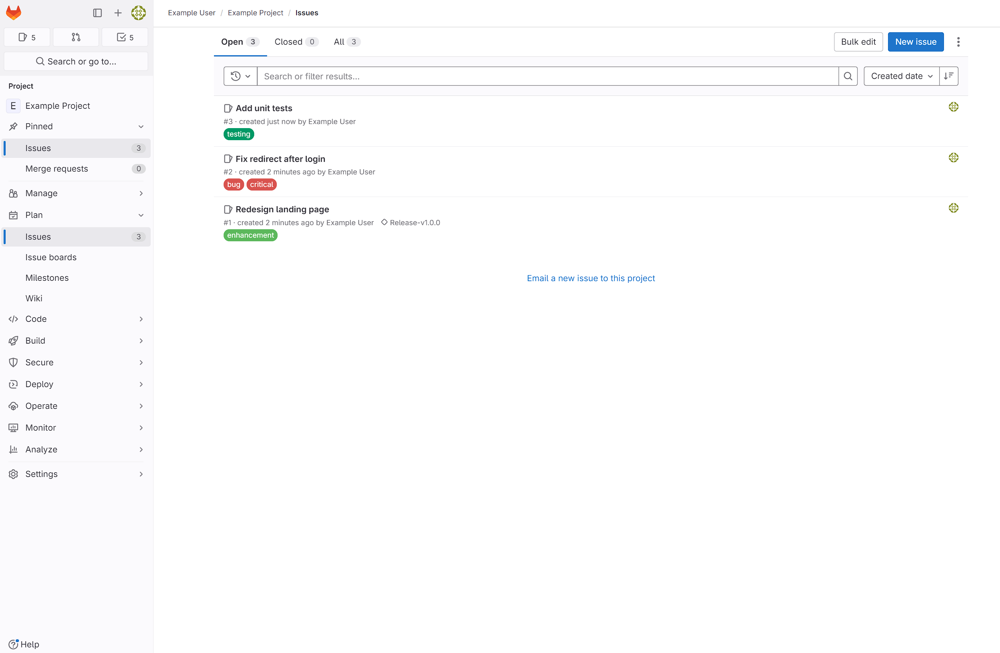 5
5
Search or go to...
Project
E Example Project
Pinned
Issues 3
Merge requests 0
Manage
Plan
Issues 3
Issue boards
Milestones
Wiki
Code
Build
Secure
Deploy
Operate
Monitor
Analyze
Settings
Help
Example User / Example Project / Issues
Open 3 Closed 0 All 3
Bulk edit New issue
Search or filter results...
Created date
Add unit tests
#3 · created just now by Example User
testing
Fix redirect after login
#2 · created 2 minutes ago by Example User
bug critical
Redesign landing page
#1 · created 2 minutes ago by Example User Release-v1.0.0
enhancement
Email a new issue to this project